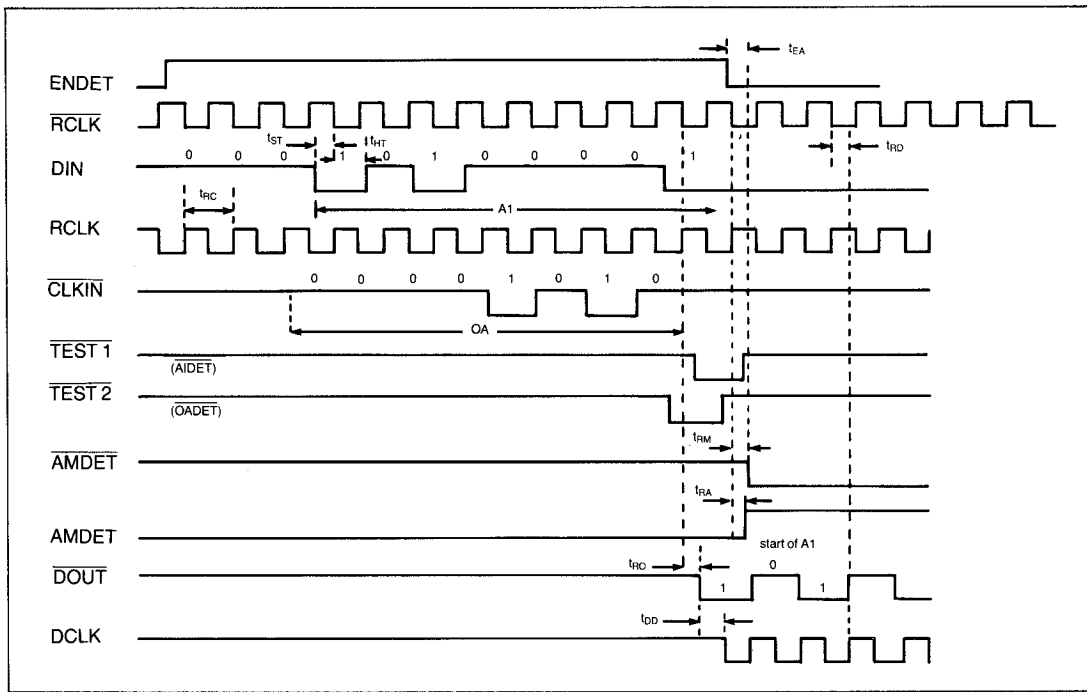 tEA
ENDET
RCLK
tST
tHT
0 0 0 1 0 1 0 0 0 0 1
tRD
DIN
tRC
A1
RCLK
0 0 0 0 1 0 1 0
CLKIN
OA
TEST 1
(AIDET)
TEST 2
(OADET)
tRM
AMDET
tRA
AMDET
start of A1
tRO
0
DOUT
1 1
tDD
DCLK